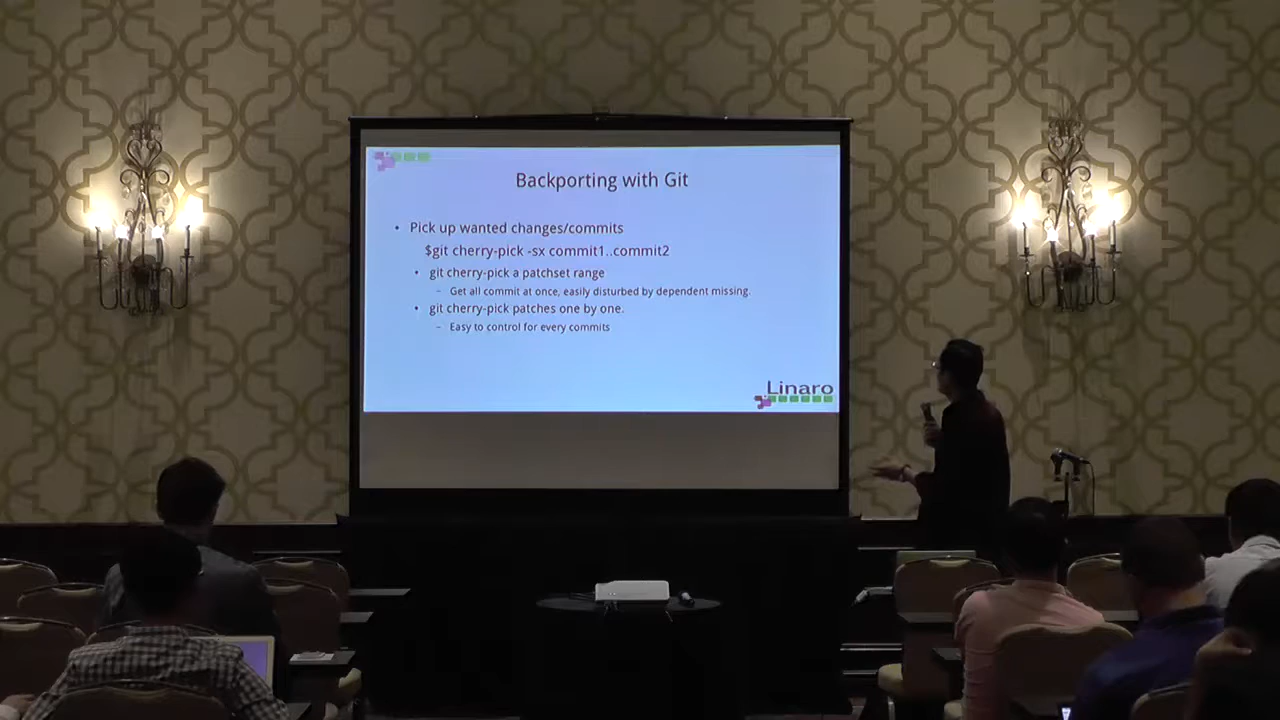 Backporting with Git
• Pick up wanted changes/commits
$git cherry-pick -sx commit1..commit2
• git cherry-pick a patchset range
– Get all commit at once, easily disturbed by dependent missing.
• git cherry-pick patches one by one.
– Easy to control for every commits
Linaro